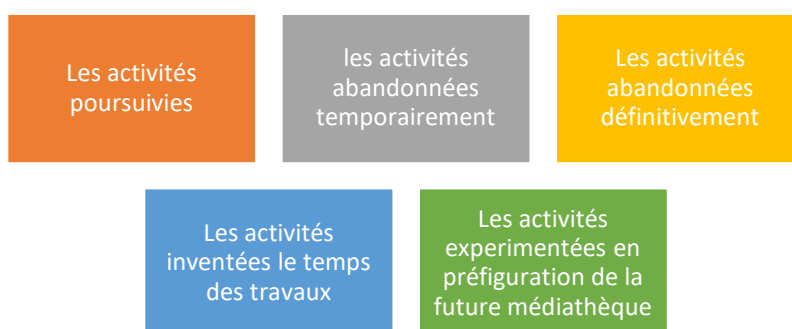 Les activités
poursuivies
les activités
abandonnées
temporairement
Les activités
abandonnées
définitivement
Les activités
inventées le temps
des travaux
Les activités
experimentées en
préfiguration de la
future médiathèque